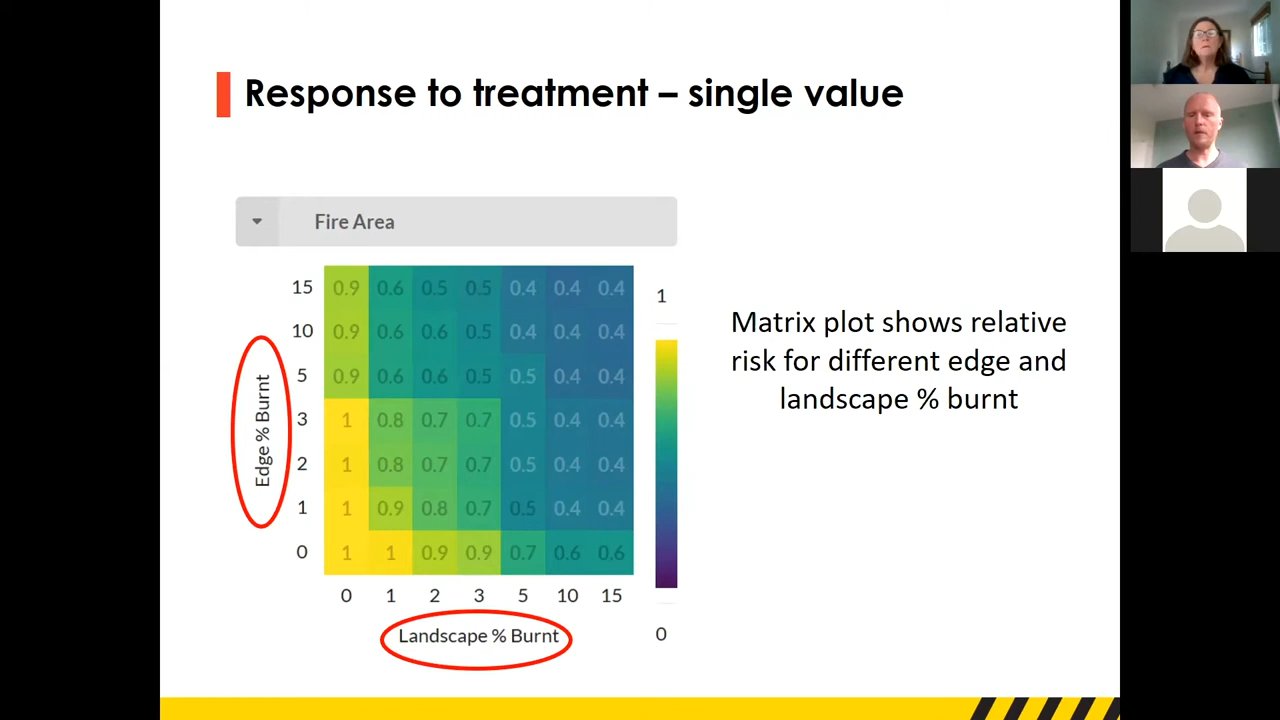 Response to treatment – single value
Fire Area
15 0.9 0.6 0.5 0.5 0.4 0.4 0.4
10 0.9 0.6 0.6 0.5 0.4 0.4 0.4
5 0.9 0.6 0.6 0.5 0.5 0.4 0.4
3 1 0.8 0.7 0.7 0.5 0.4 0.4
2 1 0.8 0.7 0.7 0.5 0.4 0.4
1 1 0.9 0.8 0.7 0.5 0.4 0.4
0 1 1 0.9 0.9 0.7 0.6 0.6
0 1 2 3 5 10 15
Edge % Burnt
Landscape % Burnt
1
0
Matrix plot shows relative
risk for different edge and
landscape % burnt